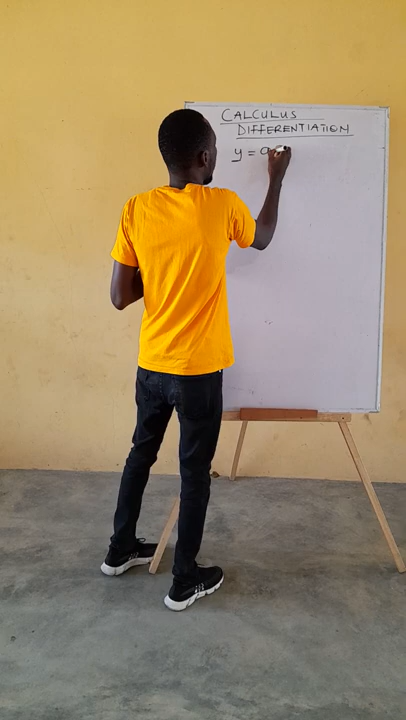 CALCULUS
DIFFERENTIATION
y = a